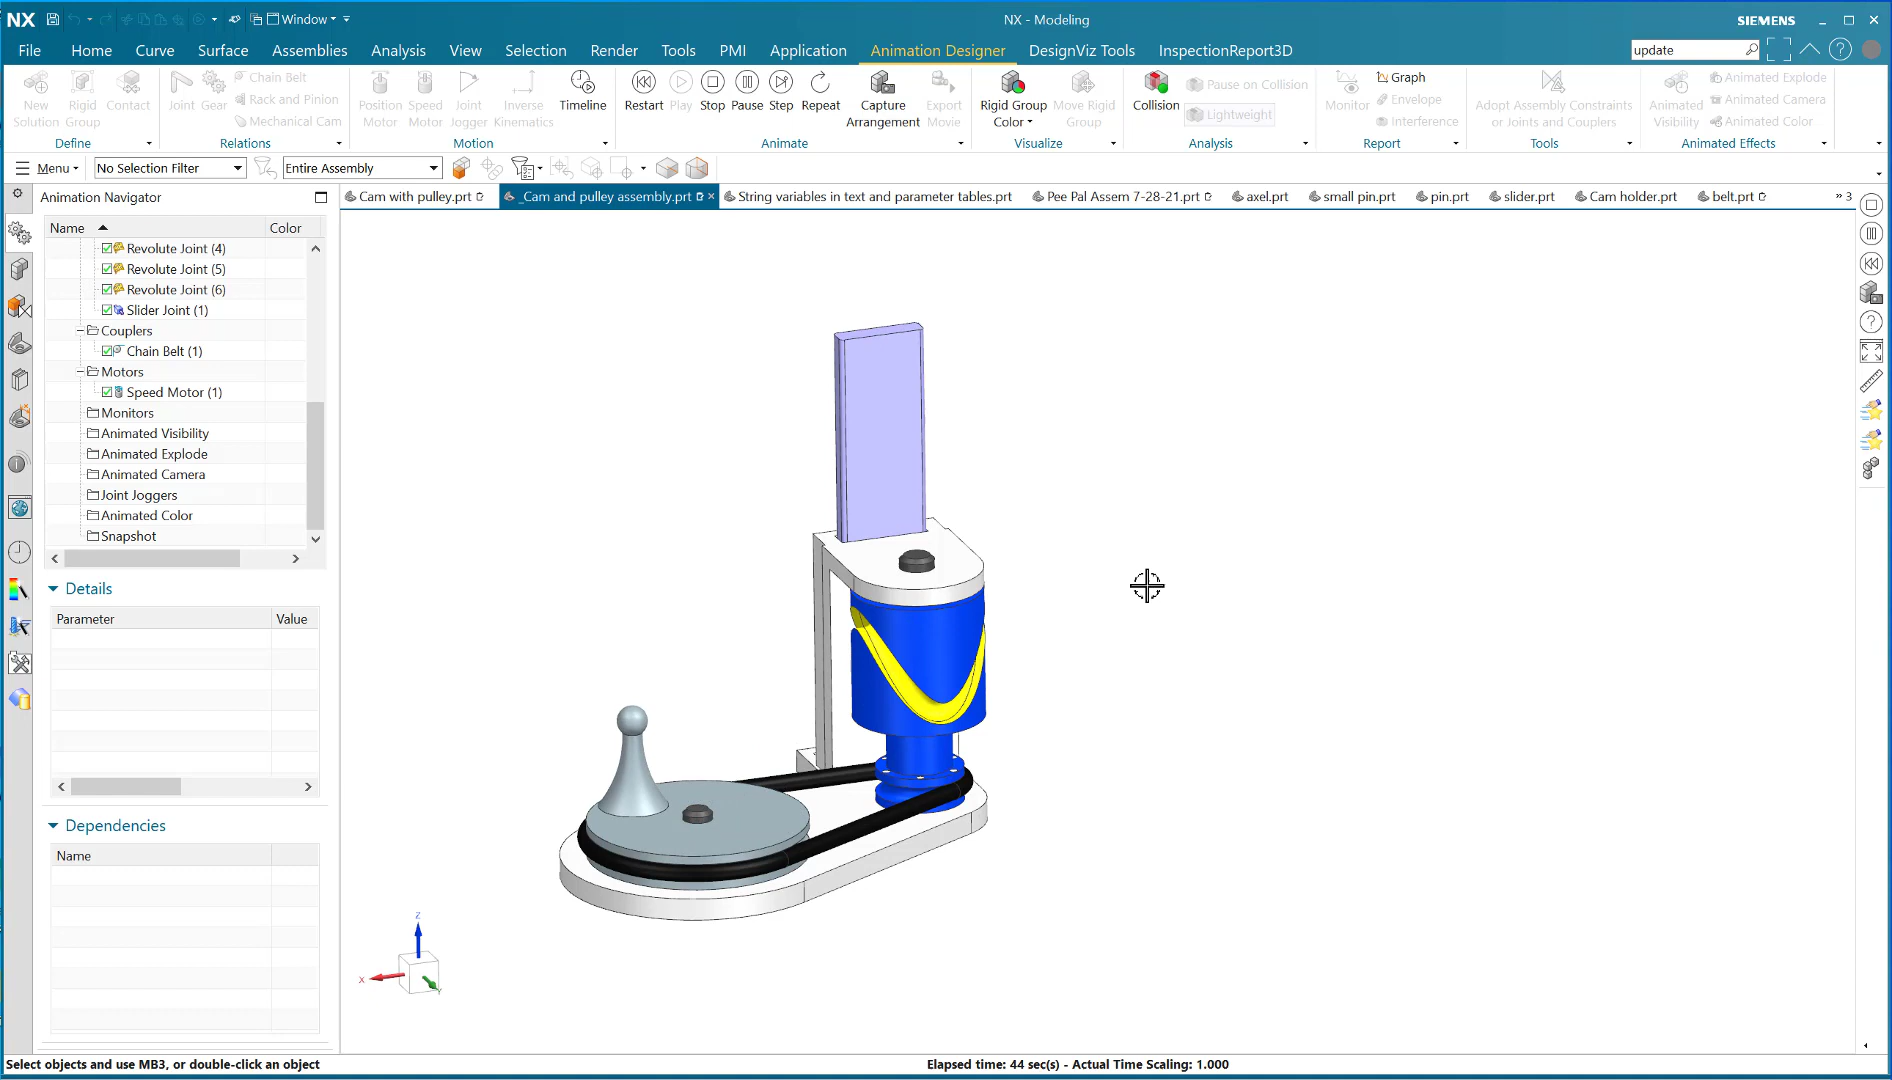 NX
Window
NX - Modeling
SIEMENS
File Home Curve Surface Assemblies Analysis View Selection Render Tools PMI Application Animation Designer DesignViz Tools InspectionReport3D
update
New Solution
Rigid Group
Contact
Define
Joint
Gear
Chain Belt
Rack and Pinion
Mechanical Cam
Relations
Position Motor
Speed Motor
Joint Jogger
Inverse Kinematics
Timeline
Motion
Restart Play Stop Pause Step Repeat
Capture Arrangement
Export Movie
Animate
Rigid Group Color
Move Rigid Group
Visualize
Collision
Pause on Collision
Lightweight
Analysis
Monitor
Graph
Envelope
Interference
Report
Adopt Assembly Constraints or Joints and Couplers
Tools
Animated Visibility
Animated Explode
Animated Camera
Animated Color
Animated Effects
Menu
No Selection Filter
Entire Assembly
Animation Navigator
Cam with pulley.prt
_Cam and pulley assembly.prt
String variables in text and parameter tables.prt
Pee Pal Assem 7-28-21.prt
axel.prt
small pin.prt
pin.prt
slider.prt
Cam holder.prt
belt.prt
3
Name Color
Revolute Joint (4)
Revolute Joint (5)
Revolute Joint (6)
Slider Joint (1)
Couplers
Chain Belt (1)
Motors
Speed Motor (1)
Monitors
Animated Visibility
Animated Explode
Animated Camera
Joint Joggers
Animated Color
Snapshot
Details
Parameter Value
Dependencies
Name
Z
X
Y
Select objects and use MB3, or double-click an object
Elapsed time: 44 sec(s) - Actual Time Scaling: 1.000